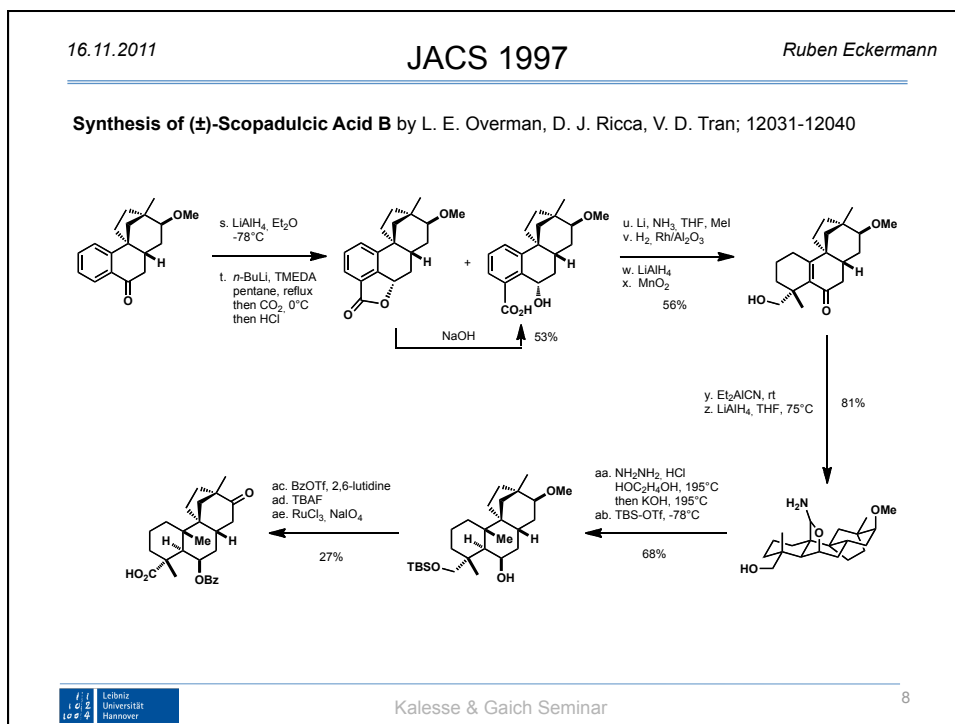 16.11.2011
JACS 1997
Ruben Eckermann
Synthesis of (±)-Scopadulcic Acid B by L. E. Overman, D. J. Ricca, V. D. Tran; 12031-12040
OMe
H
O
s. LiAlH4, Et2O
-78°C
t. n-BuLi, TMEDA
pentane, reflux
then CO2, 0°C
then HCl
OMe
H
O
O
+
OMe
H
OH
CO2H
NaOH
53%
u. Li, NH3, THF, MeI
v. H2, Rh/Al2O3
w. LiAlH4
x. MnO2
56%
OMe
H
HO
O
y. Et2AlCN, rt
z. LiAlH4, THF, 75°C
81%
H2N
O
OMe
HO
aa. NH2NH2, HCl
HOC2H4OH, 195°C
then KOH, 195°C
ab. TBS-OTf, -78°C
68%
OMe
H
Me
H
TBSO
OH
ac. BzOTf, 2,6-lutidine
ad. TBAF
ae. RuCl3, NaIO4
27%
O
H
Me
H
HO2C
OBz
Leibniz
Universität
Hannover
Kalesse & Gaich Seminar
8